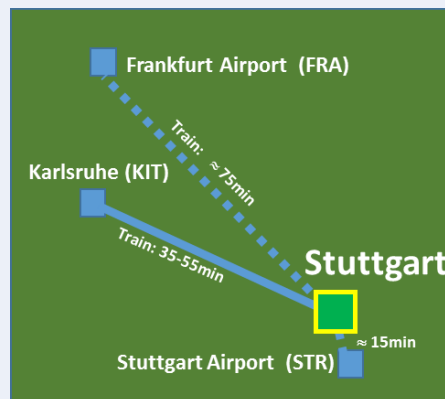 Frankfurt Airport (FRA)
Train: ≈75min
Karlsruhe (KIT)
Train: 35-55min
Stuttgart
≈ 15min
Stuttgart Airport (STR)